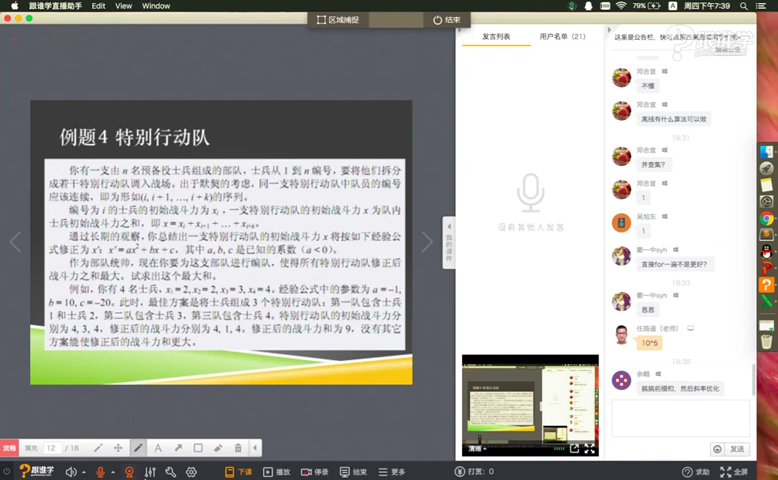 跟谁学直播助手 Edit View Window
79% 周四下午7:39
区域捕捉
结束
发言列表
用户名单（21）
跟谁学
例题4 特别行动队
你有一支由 n 名预备役士兵组成的部队，士兵从 1 到 n 编号，要将他们拆分
成若干特别行动队调入战场，出于默契的考虑，同一支特别行动队中队员的编号
应该连续，即为形如(i, i+1, …, i+k)的序列。
编号为 i 的士兵的初始战斗力为 xᵢ，一支特别行动队的初始战斗力 x 为队内
士兵初始战斗力之和，即 x＝xᵢ＋xᵢ₊₁＋…＋xᵢ₊ₖ。
通过长期的观察，你总结出一支特别行动队的初始战斗力 x 将按如下经验公
式修正为 x'：x'＝ax²＋bx＋c，其中 a, b, c 是已知的系数（a＜0）。
作为部队统帅，现在你要为这支部队进行编队，使得所有特别行动队修正后
战斗力之和最大。试求出这个最大和。
例如，你有 4 名士兵，x₁＝2, x₂＝2, x₃＝3, x₄＝4。经验公式中的参数为 a＝−1,
b＝10, c＝−20。此时，最佳方案是将士兵组成 3 个特别行动队：第一队包含士兵
1 和士兵 2，第二队包含士兵 3，第三队包含士兵 4。特别行动队的初始战斗力分
别为 4, 3, 4，修正后的战斗力分别为 4, 1, 4。修正后的战斗力和为 9，没有其它
方案能使修正后的战斗力和更大。
没有其他人发言
我的课件
邓合宣
不懂
邓合宣
离线有什么算法可以做
邓合宣
并查集?
邓合宣
1
吴旭东
1
衢一中syh
直接for一遍不是更好?
衢一中syh
恩恩
任路遥（老师）
10^5
余聪
搞搞前缀和，然后斜率优化
发送
清晰
流畅 填充 12 / 18
跟谁学
下课
播放
停录
结束
更多
打赏：0
求助
全屏